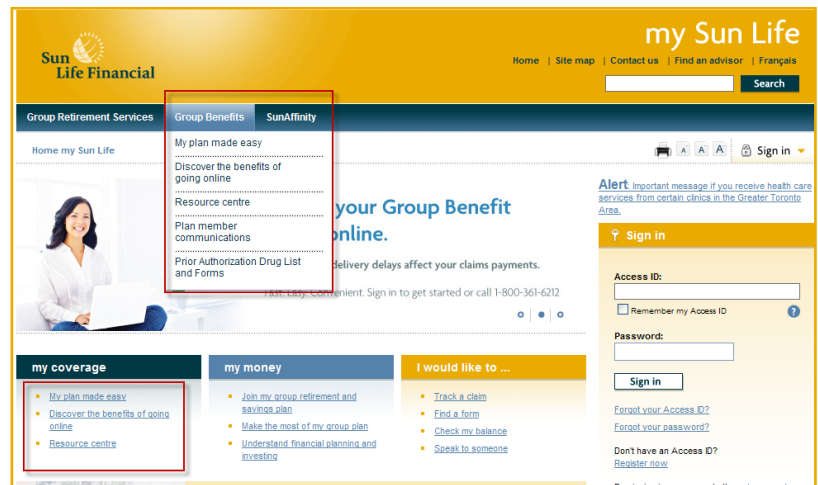 my Sun Life
Sun
Life Financial
Home | Site map | Contact us | Find an advisor | Français
Search
Group Retirement Services Group Benefits SunAffinity
Home my Sun Life
A A A Sign in
My plan made easy
Discover the benefits of
going online
Resource centre
Plan member
communications
Prior Authorization Drug List
and Forms
your Group Benefit
online.
delivery delays affect your claims payments.
Fast. Easy. Convenient. Sign in to get started or call 1-800-361-6212
Alert Important message if you receive health care
services from certain clinics in the Greater Toronto
Area.
Sign in
Access ID:
Remember my Access ID
?
Password:
Sign in
Forgot your Access ID?
Forgot your password?
Don't have an Access ID?
Register now
my coverage
My plan made easy
Discover the benefits of going
online
Resource centre
my money
Join my group retirement and
savings plan
Make the most of my group plan
Understand financial planning and
investing
I would like to ...
Track a claim
Find a form
Check my balance
Speak to someone